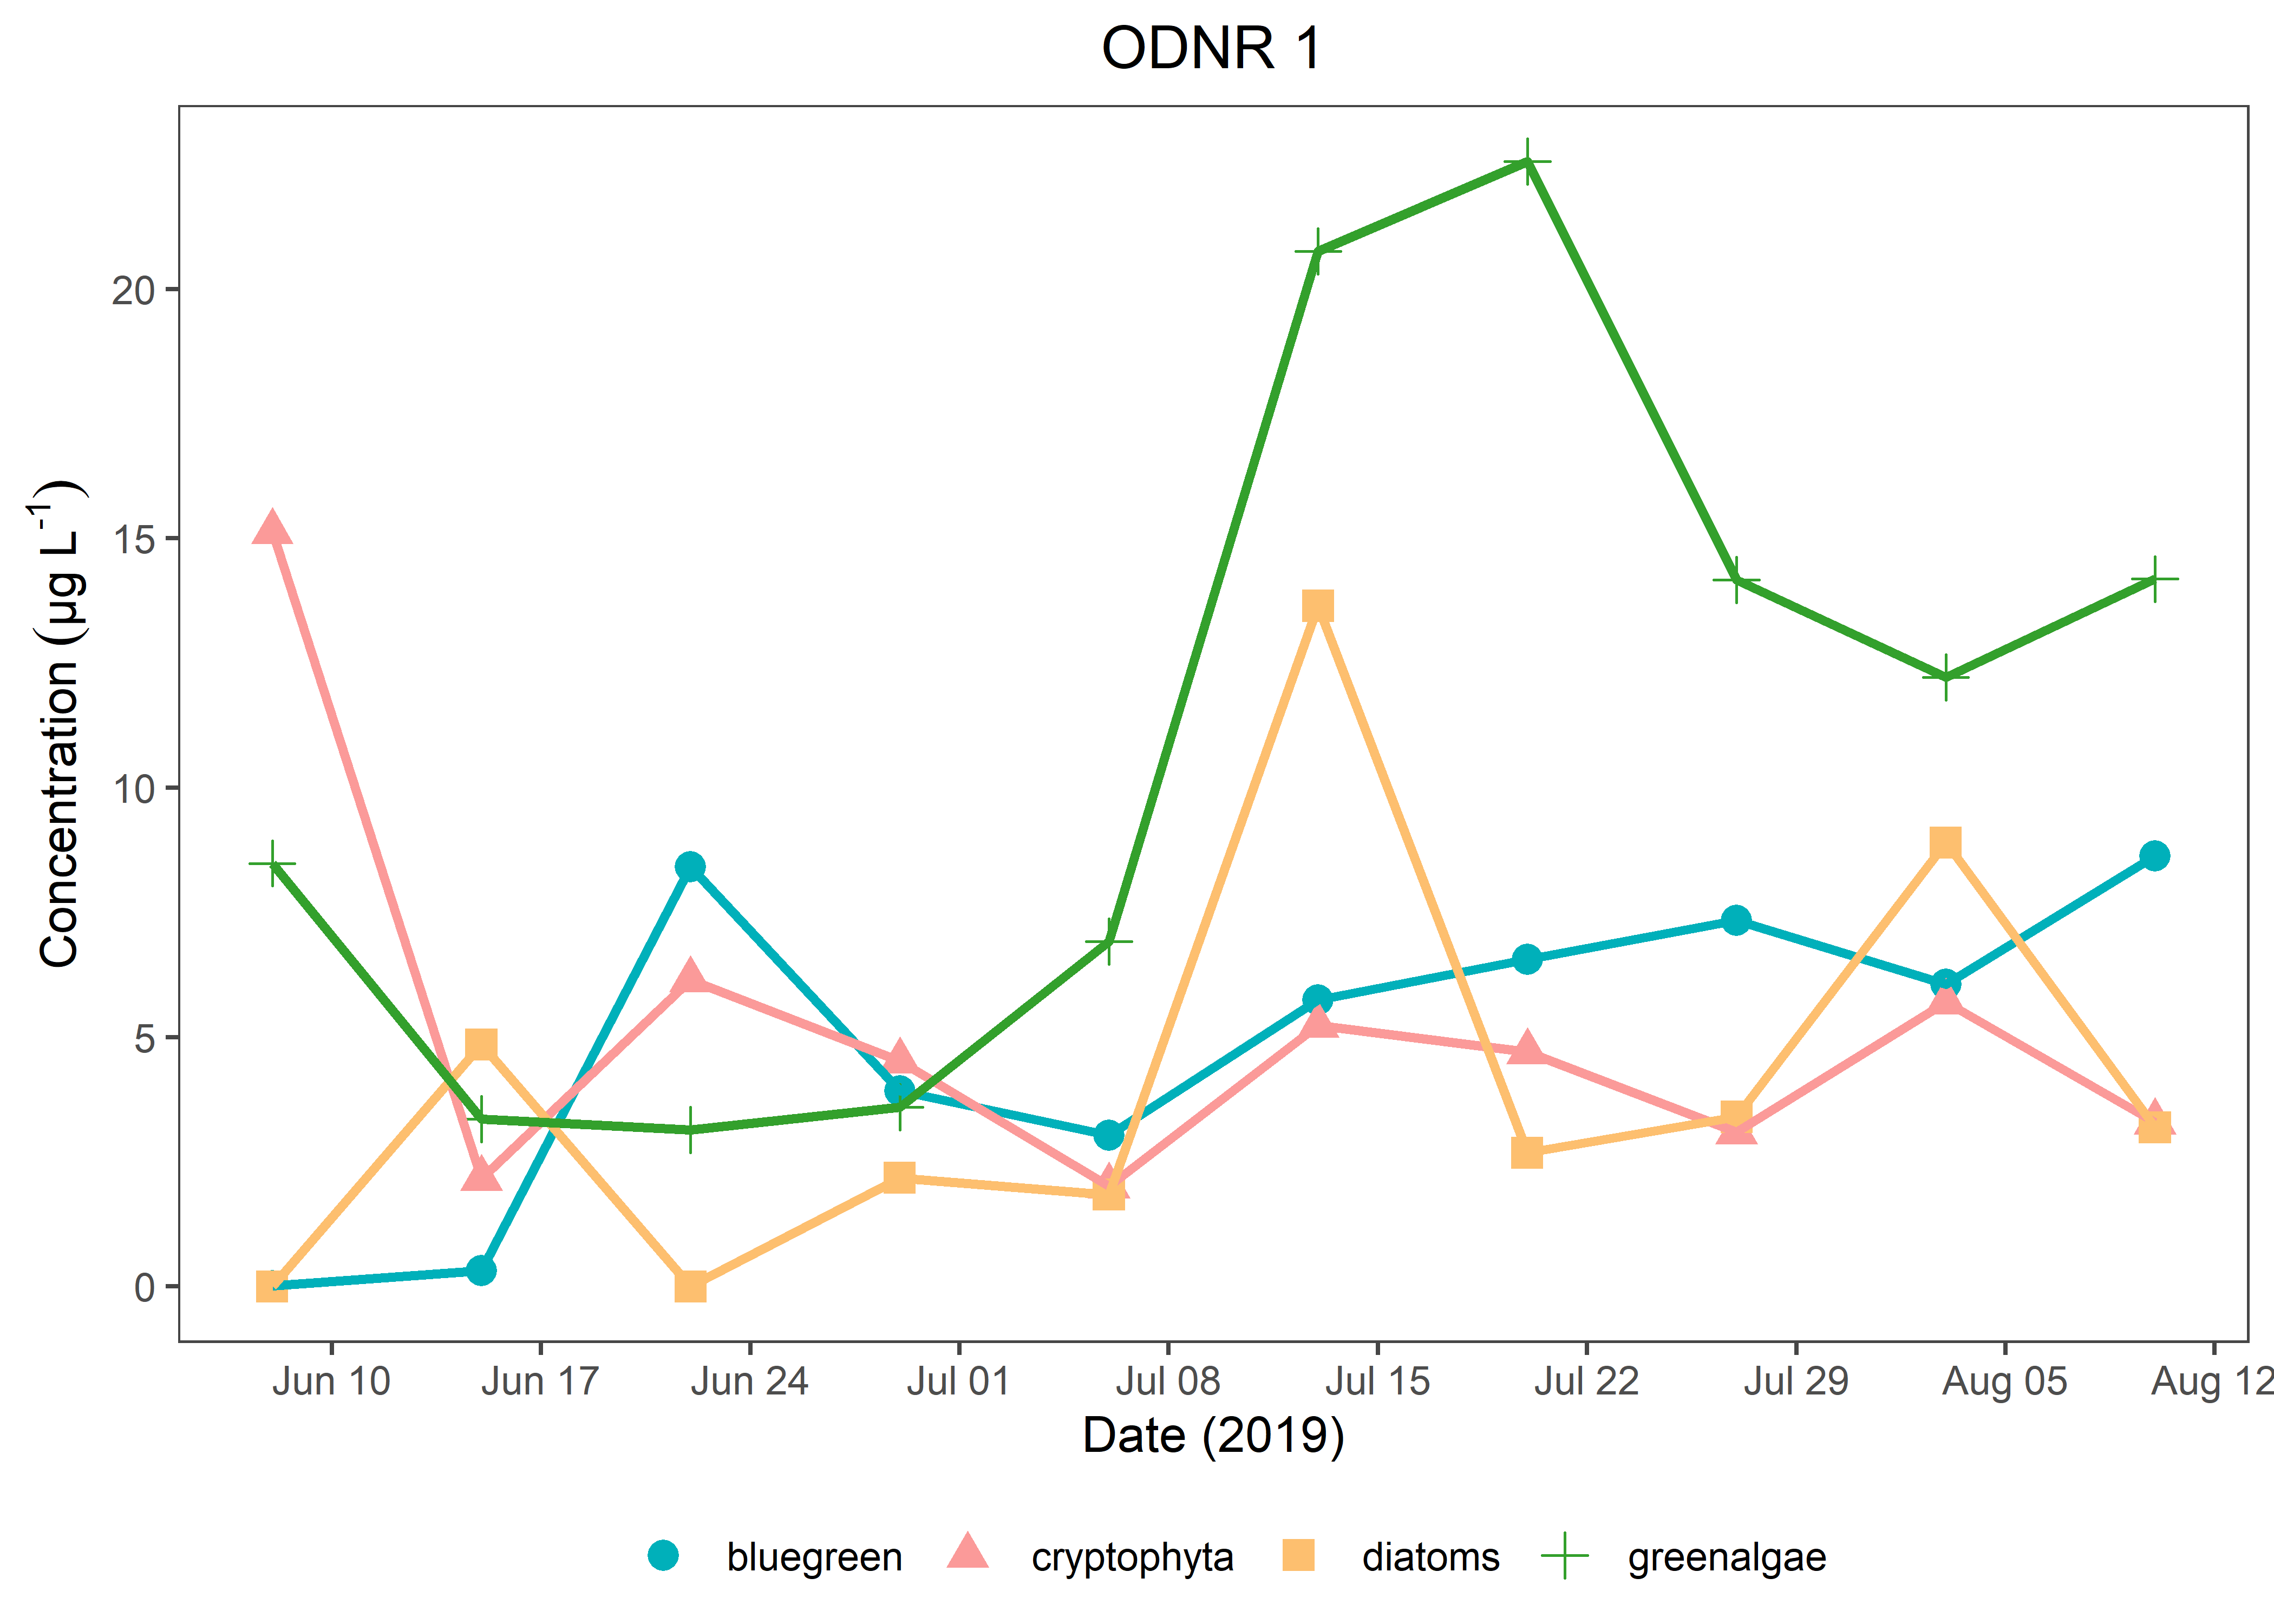 ODNR 1
Concentration (µg L⁻¹)
20
15
10
5
0
Jun 10 Jun 17 Jun 24 Jul 01 Jul 08 Jul 15 Jul 22 Jul 29 Aug 05 Aug 12
Date (2019)
bluegreen cryptophyta diatoms greenalgae